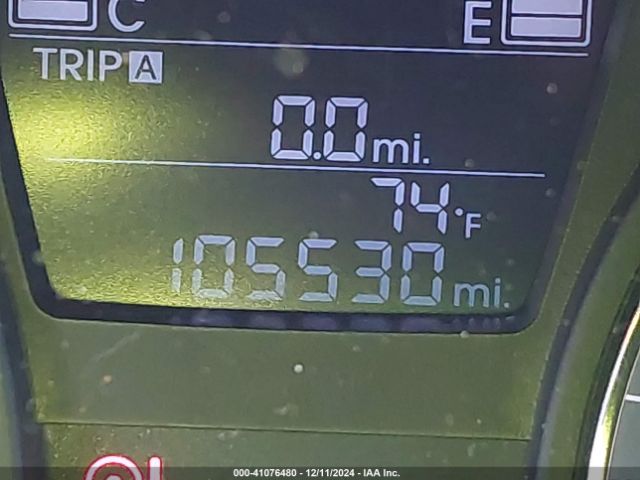 C E
TRIP A
0.0 mi.
74°F
105530 mi.
000-41076480 - 12/11/2024 - IAA Inc.